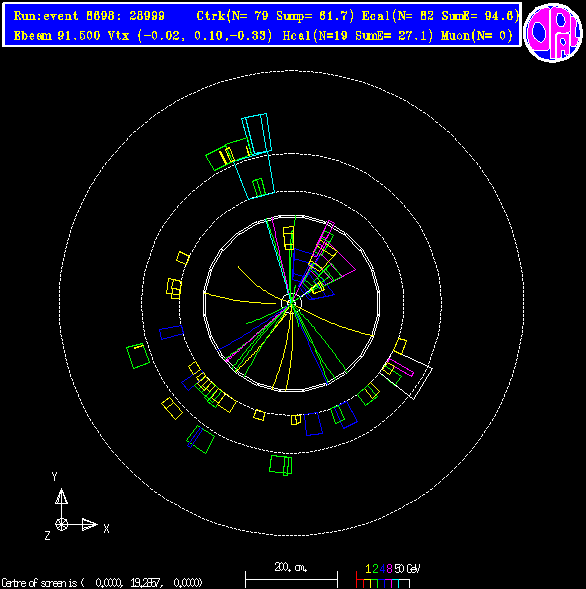 Run:event 8698: 28999 Ctrk(N= 79 Sump= 61.7) Ecal(N= 82 SumE= 94.6)
Ebeam 91.500 Vtx (-0.02, 0.10,-0.33) Hcal(N=19 SumE= 27.1) Muon(N= 0)
OPAL
Y
X
Z
200. cm.
1 2 4 8 50 GeV
Centre of screen is ( 0.0000, 19.2857, 0.0000)